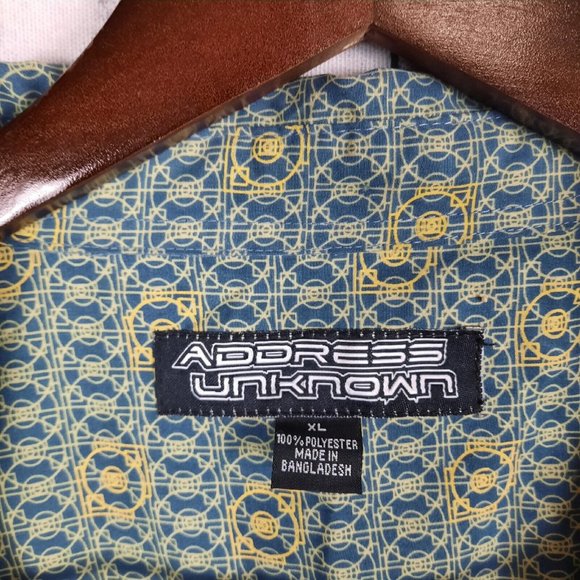 ADDRESS
UNKNOWN
XL
100% POLYESTER
MADE IN
BANGLADESH